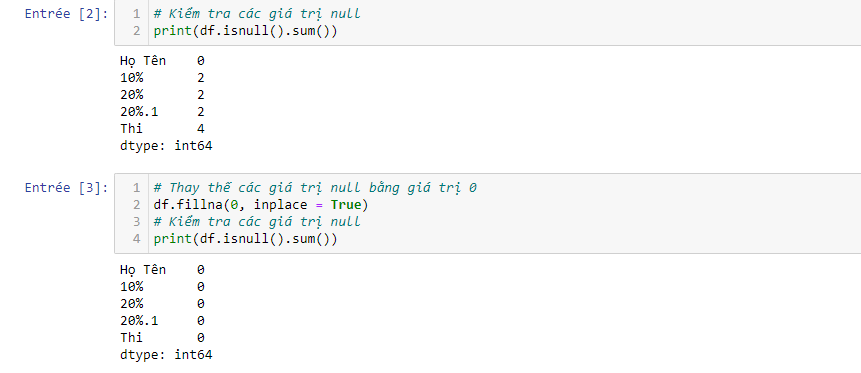 Entrée [2]:
1 # Kiểm tra các giá trị null
2 print(df.isnull().sum())
Họ Tên 0
10% 2
20% 2
20%.1 2
Thi 4
dtype: int64
Entrée [3]:
1 # Thay thế các giá trị null bằng giá trị 0
2 df.fillna(0, inplace = True)
3 # Kiểm tra các giá trị null
4 print(df.isnull().sum())
Họ Tên 0
10% 0
20% 0
20%.1 0
Thi 0
dtype: int64